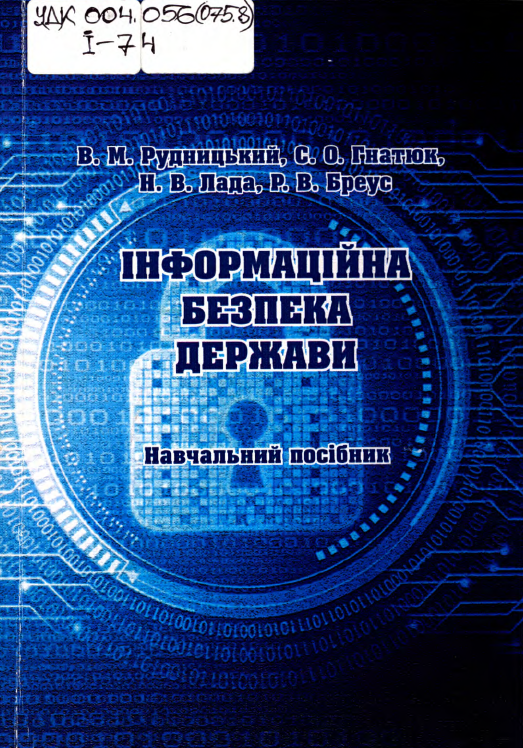 УДК 004.056(075.8)
І-74
В. М. Рудницький, С. О. Гнатюк,
Н. В. Лада, Р. В. Бреус
ІНФОРМАЦІЙНА
БЕЗПЕКА
ДЕРЖАВИ
Навчальний посібник